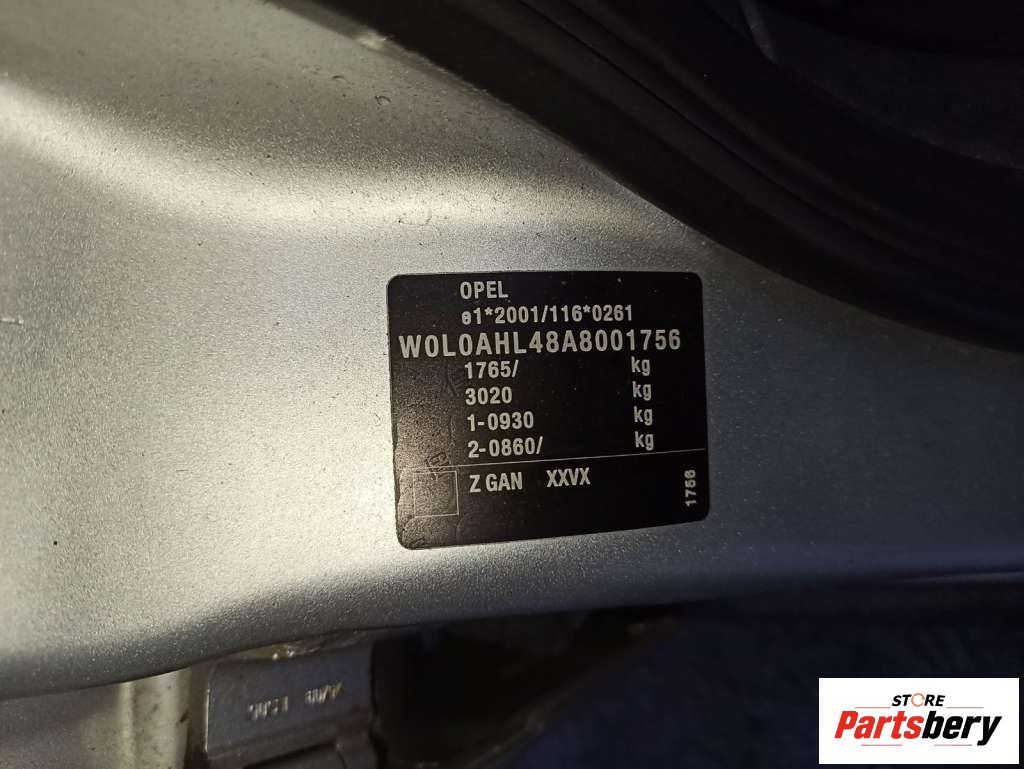 OPEL
e1*2001/116*0261
W0L0AHL48A8001756
1765/ kg
3020 kg
1-0930 kg
2-0860/ kg
Z GAN XXVX
1756
STORE
Partsbery